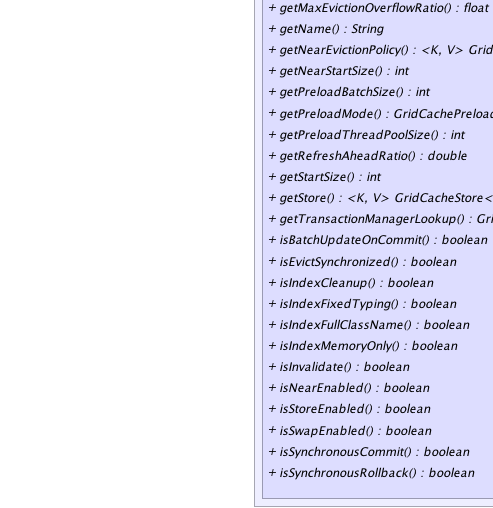 + getMaxEvictionOverflowRatio() : float
+ getName() : String
+ getNearEvictionPolicy() : <K, V> Grid
+ getNearStartSize() : int
+ getPreloadBatchSize() : int
+ getPreloadMode() : GridCachePreload
+ getPreloadThreadPoolSize() : int
+ getRefreshAheadRatio() : double
+ getStartSize() : int
+ getStore() : <K, V> GridCacheStore<
+ getTransactionManagerLookup() : Gri
+ isBatchUpdateOnCommit() : boolean
+ isEvictSynchronized() : boolean
+ isIndexCleanup() : boolean
+ isIndexFixedTyping() : boolean
+ isIndexFullClassName() : boolean
+ isIndexMemoryOnly() : boolean
+ isInvalidate() : boolean
+ isNearEnabled() : boolean
+ isStoreEnabled() : boolean
+ isSwapEnabled() : boolean
+ isSynchronousCommit() : boolean
+ isSynchronousRollback() : boolean